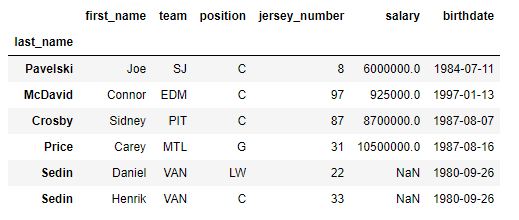 first_name team position jersey_number salary birthdate
last_name
Pavelski Joe SJ C 8 6000000.0 1984-07-11
McDavid Connor EDM C 97 925000.0 1997-01-13
Crosby Sidney PIT C 87 8700000.0 1987-08-07
Price Carey MTL G 31 10500000.0 1987-08-16
Sedin Daniel VAN LW 22 NaN 1980-09-26
Sedin Henrik VAN C 33 NaN 1980-09-26